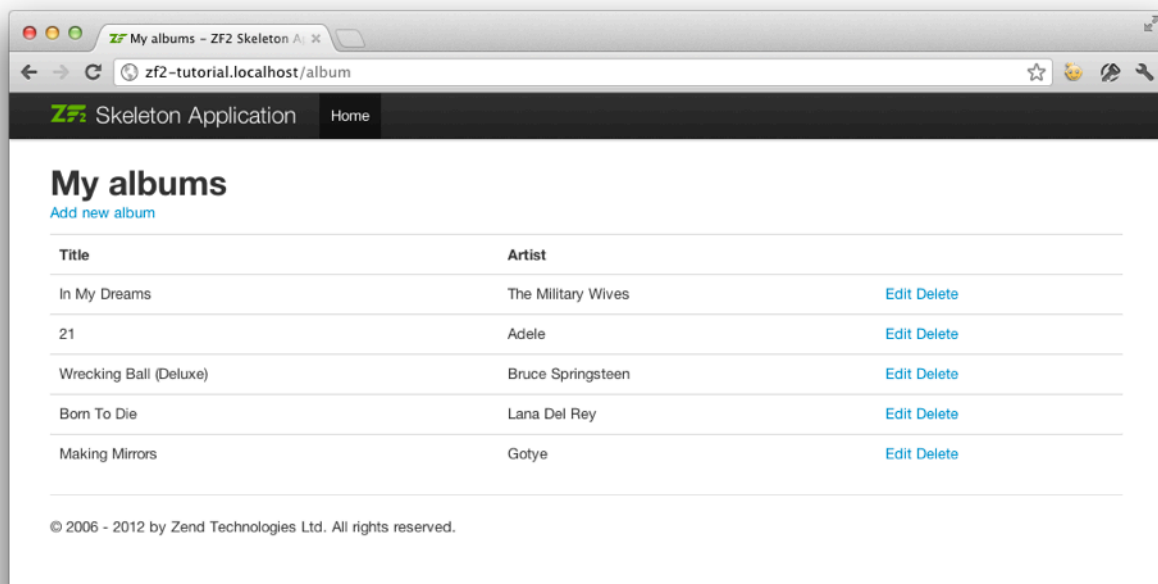 ZF My albums – ZF2 Skeleton A
zf2-tutorial.localhost/album
ZF2 Skeleton Application Home
My albums
Add new album
Title Artist
In My Dreams The Military Wives Edit Delete
21 Adele Edit Delete
Wrecking Ball (Deluxe) Bruce Springsteen Edit Delete
Born To Die Lana Del Rey Edit Delete
Making Mirrors Gotye Edit Delete
© 2006 - 2012 by Zend Technologies Ltd. All rights reserved.